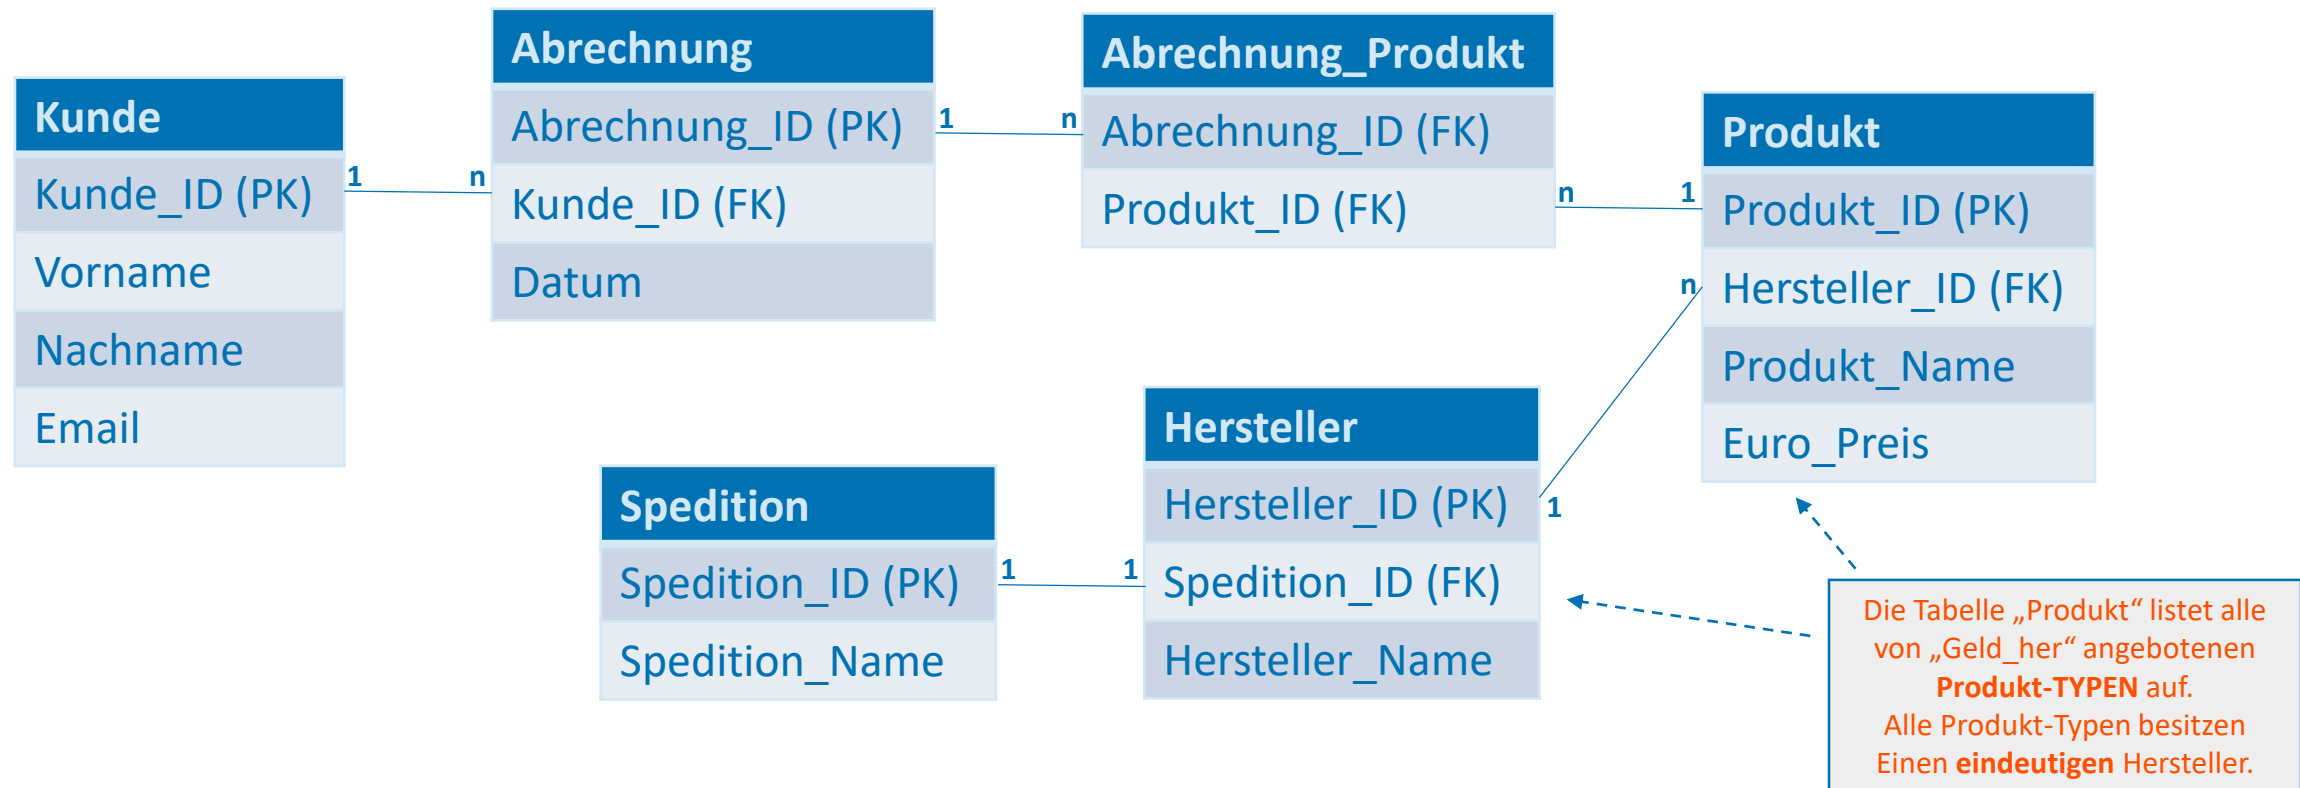 Kunde
Kunde_ID (PK)
Vorname
Nachname
Email
1
n
Abrechnung
Abrechnung_ID (PK)
Kunde_ID (FK)
Datum
1
n
Abrechnung_Produkt
Abrechnung_ID (FK)
Produkt_ID (FK)
n
1
Produkt
Produkt_ID (PK)
Hersteller_ID (FK)
Produkt_Name
Euro_Preis
n
1
Spedition
Spedition_ID (PK)
Spedition_Name
1
1
Hersteller
Hersteller_ID (PK)
Spedition_ID (FK)
Hersteller_Name
Die Tabelle „Produkt“ listet alle
von „Geld_her“ angebotenen
Produkt-TYPEN auf.
Alle Produkt-Typen besitzen
Einen eindeutigen Hersteller.